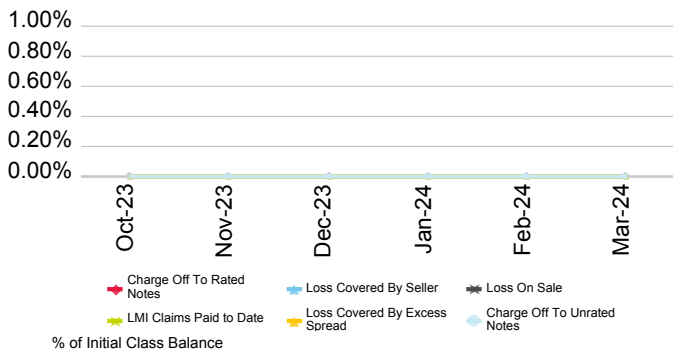 1.00%
0.80%
0.60%
0.40%
0.20%
0.00%
Oct-23
Nov-23
Dec-23
Jan-24
Feb-24
Mar-24
Charge Off To Rated
Notes
Loss Covered By Seller
Loss On Sale
LMI Claims Paid to Date
Loss Covered By Excess
Spread
Charge Off To Unrated
Notes
% of Initial Class Balance